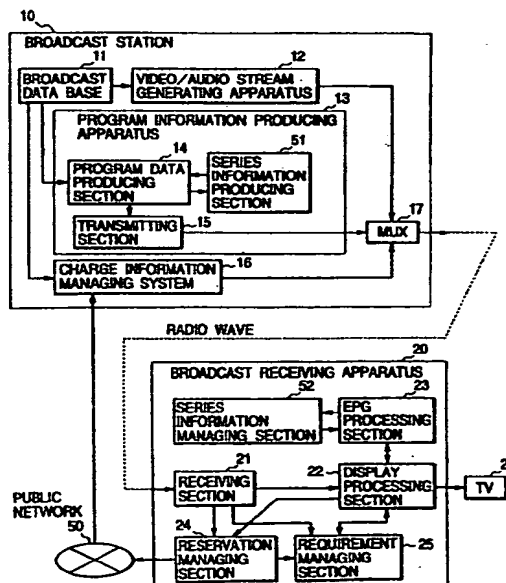 10
BROADCAST STATION
11
12
BROADCAST
DATA BASE
VIDEO/AUDIO STREAM
GENERATING APPARATUS
13
PROGRAM INFORMATION PRODUCING
APPARATUS
14
51
PROGRAM DATA
PRODUCING
SECTION
SERIES
INFORMATION
PRODUCING
SECTION
15
17
TRANSMITTING
SECTION
MUX
16
CHARGE INFORMATION
MANAGING SYSTEM
RADIO WAVE
20
BROADCAST RECEIVING APPARATUS
52
23
SERIES
INFORMATION
MANAGING SECTION
EPG
PROCESSING
SECTION
21
22
RECEIVING
SECTION
DISPLAY
PROCESSING
SECTION
TV
PUBLIC
NETWORK
50
24
25
RESERVATION
MANAGING
SECTION
REQUIREMENT
MANAGING
SECTION